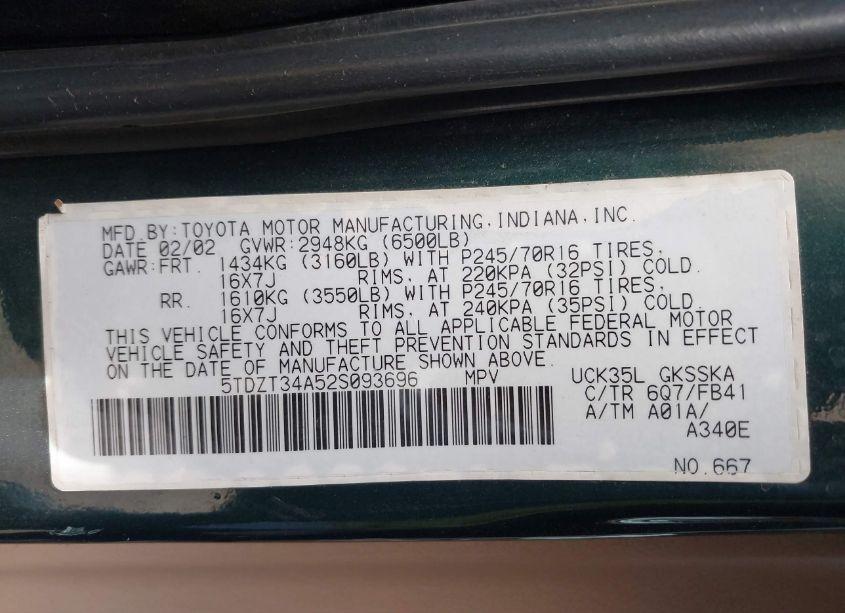 MFD.BY:TOYOTA MOTOR MANUFACTURING,INDIANA,INC.
DATE 02/02 GVWR:2948KG (6500LB)
GAWR:FRT. 1434KG (3160LB) WITH P245/70R16 TIRES,
16X7J RIMS, AT 220KPA (32PSI) COLD.
RR. 1610KG (3550LB) WITH P245/70R16 TIRES,
16X7J RIMS, AT 240KPA (35PSI) COLD.
THIS VEHICLE CONFORMS TO ALL APPLICABLE FEDERAL MOTOR
VEHICLE SAFETY AND THEFT PREVENTION STANDARDS IN EFFECT
ON THE DATE OF MANUFACTURE SHOWN ABOVE.
5TDZT34A52S093696 MPV UCK35L GKSSKA
C/TR 6Q7/FB41
A/TM A01A/
A340E
NO.667